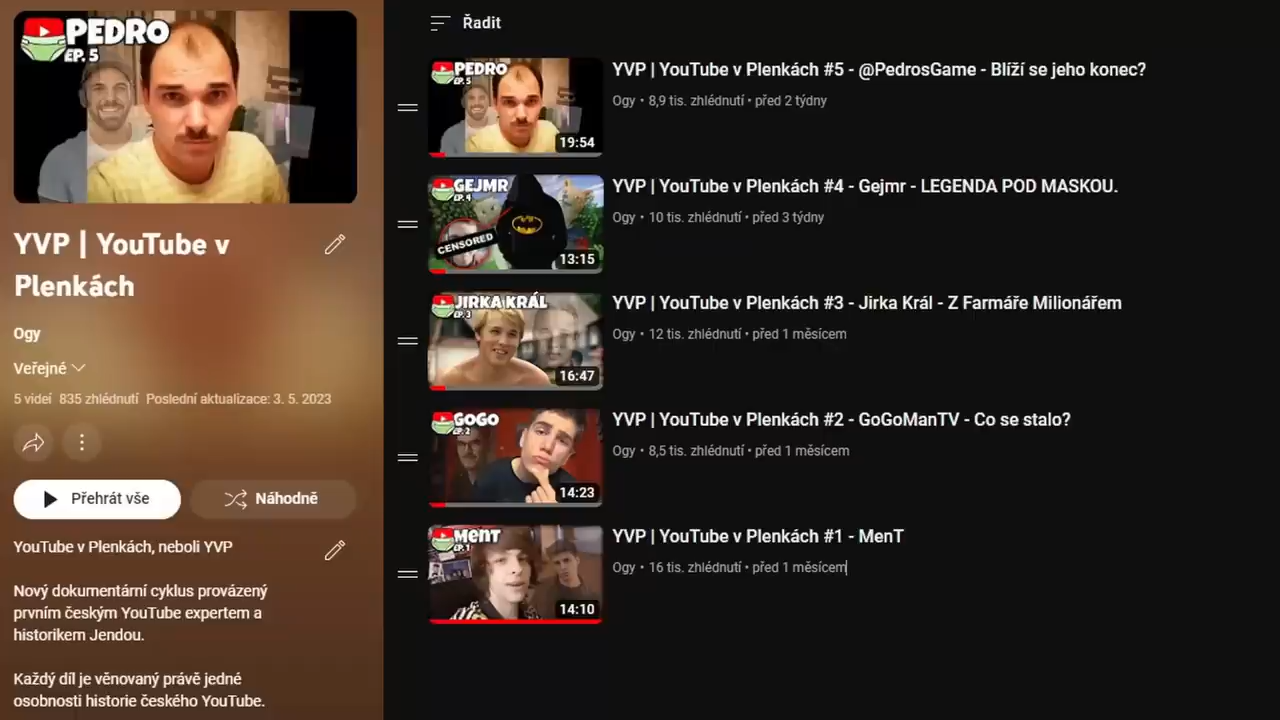 PEDRO
EP. 5
YVP | YouTube v
Plenkách
Ogy
Veřejné
5 videí 835 zhlédnutí Poslední aktualizace: 3. 5. 2023
Přehrát vše
Náhodně
YouTube v Plenkách, neboli YVP
Nový dokumentární cyklus provázený
prvním českým YouTube expertem a
historikem Jendou.
Každý díl je věnovaný právě jedné
osobnosti historie českého YouTube.
Řadit
PEDRO
EP. 5
19:54
YVP | YouTube v Plenkách #5 - @PedrosGame - Blíží se jeho konec?
Ogy • 8,9 tis. zhlédnutí • před 2 týdny
GEJMR
EP. 4
CENSORED
13:15
YVP | YouTube v Plenkách #4 - Gejmr - LEGENDA POD MASKOU.
Ogy • 10 tis. zhlédnutí • před 3 týdny
JIRKA KRÁL
EP. 3
16:47
YVP | YouTube v Plenkách #3 - Jirka Král - Z Farmáře Milionářem
Ogy • 12 tis. zhlédnutí • před 1 měsícem
GOGO
EP. 2
14:23
YVP | YouTube v Plenkách #2 - GoGoManTV - Co se stalo?
Ogy • 8,5 tis. zhlédnutí • před 1 měsícem
MENT
EP. 1
14:10
YVP | YouTube v Plenkách #1 - MenT
Ogy • 16 tis. zhlédnutí • před 1 měsícem